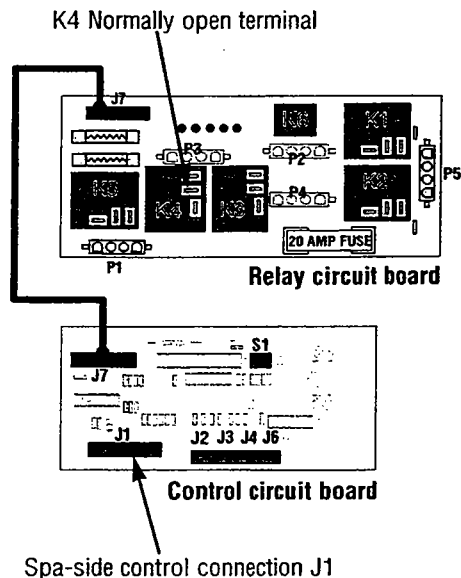 K4 Normally open terminal
J7
P3
K6
K1
P2
K5
K4
K3
P4
K2
P5
20 AMP FUSE
P1
Relay circuit board
S1
J7
J1
J2 J3 J4 J6
Control circuit board
Spa-side control connection J1